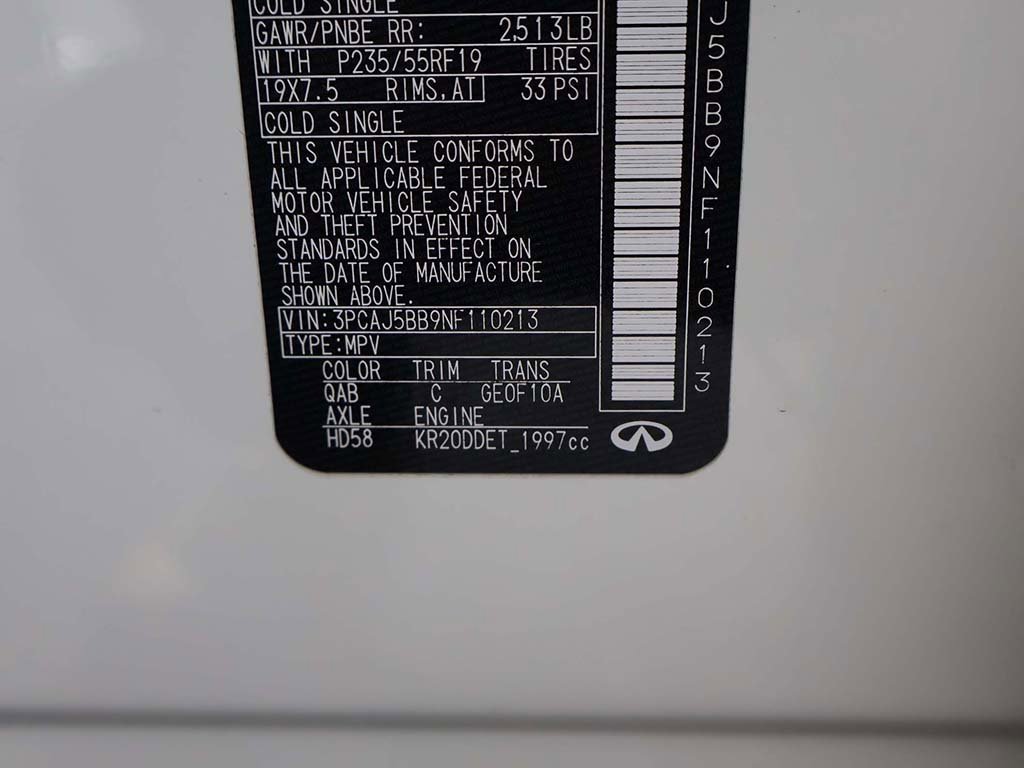 COLD SINGLE
GAWR/PNBE RR: 2,513LB
WITH P235/55RF19 TIRES
19X7.5 RIMS,AT 33 PSI
COLD SINGLE
THIS VEHICLE CONFORMS TO
ALL APPLICABLE FEDERAL
MOTOR VEHICLE SAFETY
AND THEFT PREVENTION
STANDARDS IN EFFECT ON
THE DATE OF MANUFACTURE
SHOWN ABOVE.
VIN:3PCAJ5BB9NF110213
TYPE:MPV
COLOR TRIM TRANS
QAB C GE0F10A
AXLE ENGINE
HD58 KR20DDET_1997cc
J5BB9NF110213